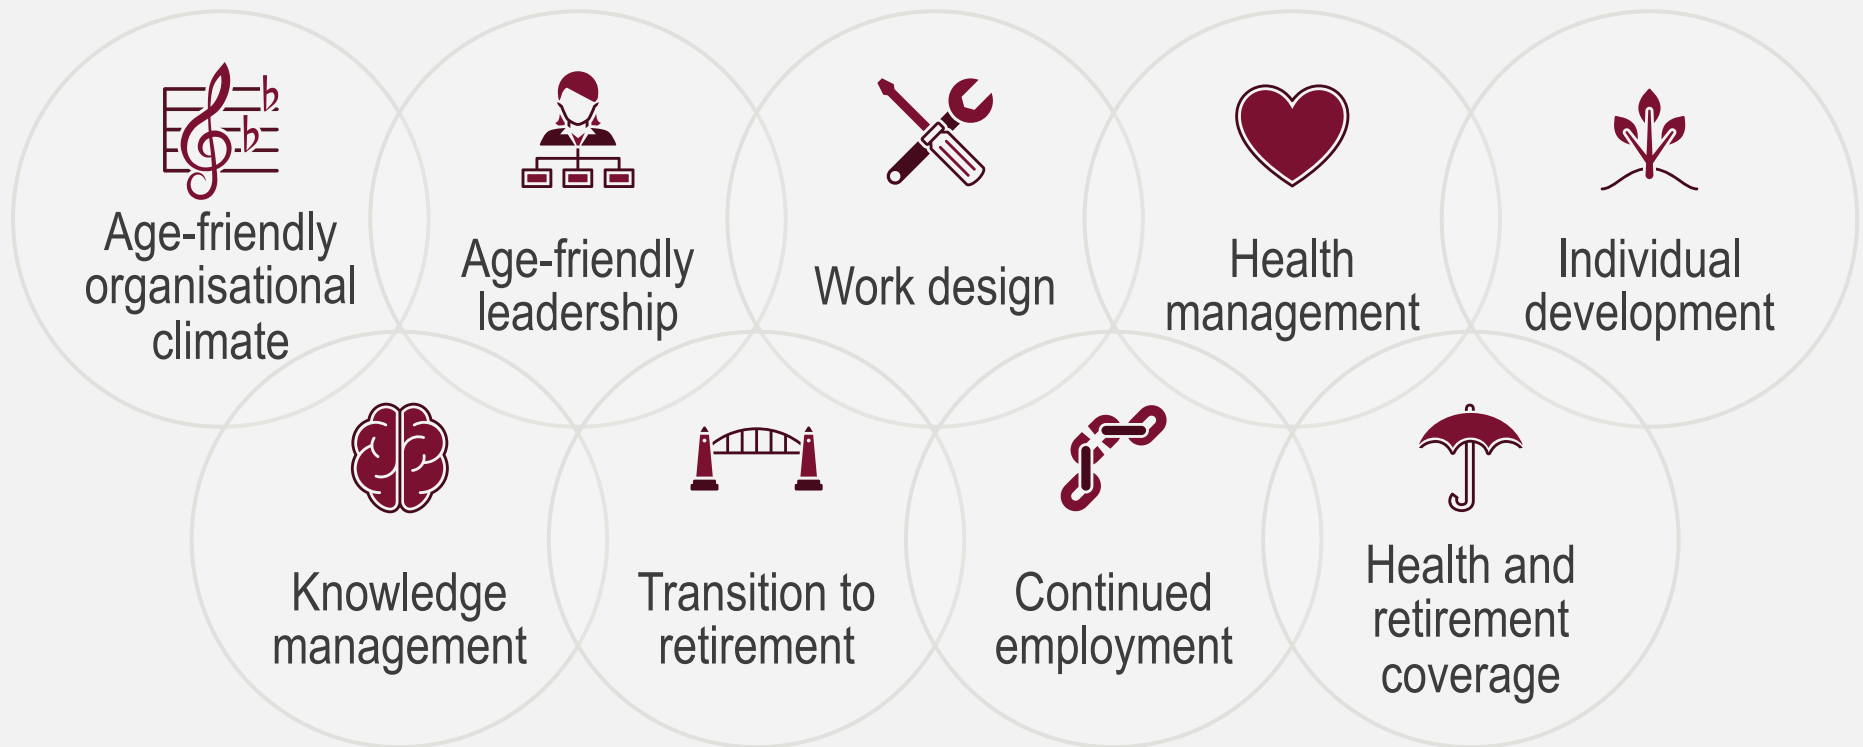 Age-friendly
organisational
climate
Age-friendly
leadership
Work design
Health
management
Individual
development
Knowledge
management
Transition to
retirement
Continued
employment
Health and
retirement
coverage